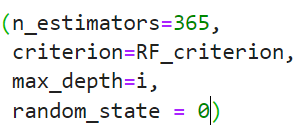 (n_estimators=365,
criterion=RF_criterion,
max_depth=i,
random_state = 0)